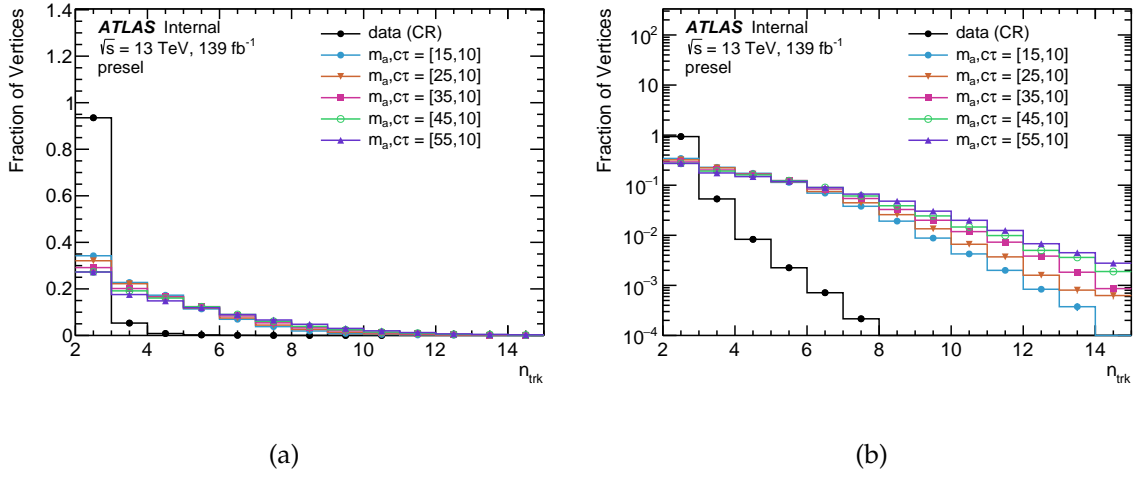 ATLAS Internal
√s = 13 TeV, 139 fb⁻¹
presel
data (CR)
mₐ,cτ = [15,10]
mₐ,cτ = [25,10]
mₐ,cτ = [35,10]
mₐ,cτ = [45,10]
mₐ,cτ = [55,10]
Fraction of Vertices
1.4
1.2
1
0.8
0.6
0.4
0.2
0
2 4 6 8 10 12 14
n_trk
(a)
ATLAS Internal
√s = 13 TeV, 139 fb⁻¹
presel
data (CR)
mₐ,cτ = [15,10]
mₐ,cτ = [25,10]
mₐ,cτ = [35,10]
mₐ,cτ = [45,10]
mₐ,cτ = [55,10]
Fraction of Vertices
10²
10
1
10⁻¹
10⁻²
10⁻³
10⁻⁴
2 4 6 8 10 12 14
n_trk
(b)